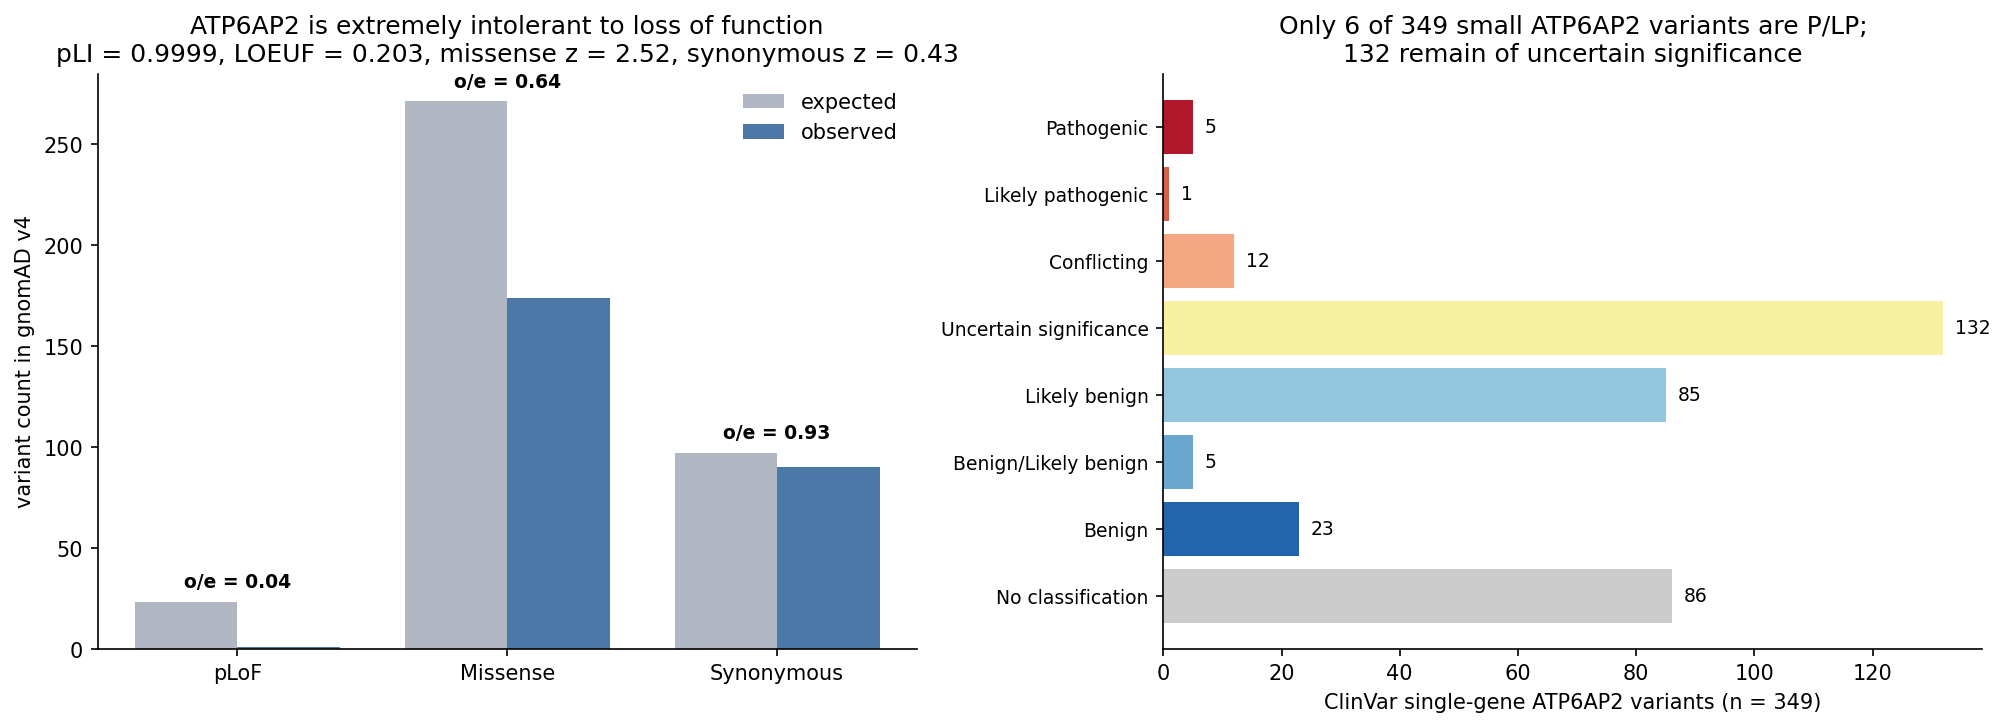 ATP6AP2 is extremely intolerant to loss of function
pLI = 0.9999, LOEUF = 0.203, missense z = 2.52, synonymous z = 0.43
o/e = 0.64
expected
observed
250
200
150
100
50
0
variant count in gnomAD v4
o/e = 0.04
o/e = 0.93
pLoF
Missense
Synonymous
Only 6 of 349 small ATP6AP2 variants are P/LP;
132 remain of uncertain significance
Pathogenic
5
Likely pathogenic
1
Conflicting
12
Uncertain significance
132
Likely benign
85
Benign/Likely benign
5
Benign
23
No classification
86
0
20
40
60
80
100
120
ClinVar single-gene ATP6AP2 variants (n = 349)